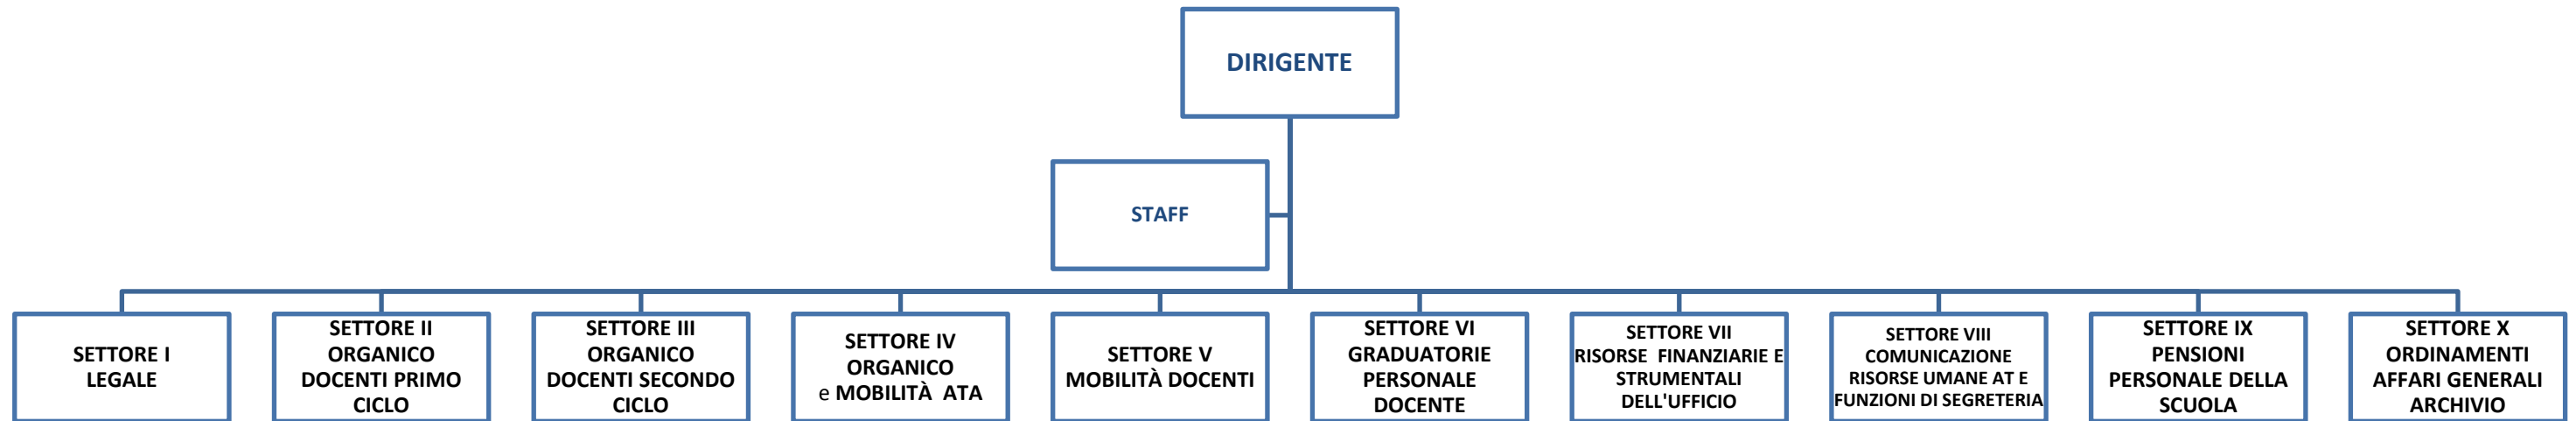 DIRIGENTE
STAFF
SETTORE I
LEGALE
SETTORE II
ORGANICO
DOCENTI PRIMO
CICLO
SETTORE III
ORGANICO
DOCENTI SECONDO
CICLO
SETTORE IV
ORGANICO
e MOBILITÀ ATA
SETTORE V
MOBILITÀ DOCENTI
SETTORE VI
GRADUATORIE
PERSONALE
DOCENTE
SETTORE VII
RISORSE FINANZIARIE E
STRUMENTALI
DELL'UFFICIO
SETTORE VIII
COMUNICAZIONE
RISORSE UMANE AT E
FUNZIONI DI SEGRETERIA
SETTORE IX
PENSIONI
PERSONALE DELLA
SCUOLA
SETTORE X
ORDINAMENTI
AFFARI GENERALI
ARCHIVIO